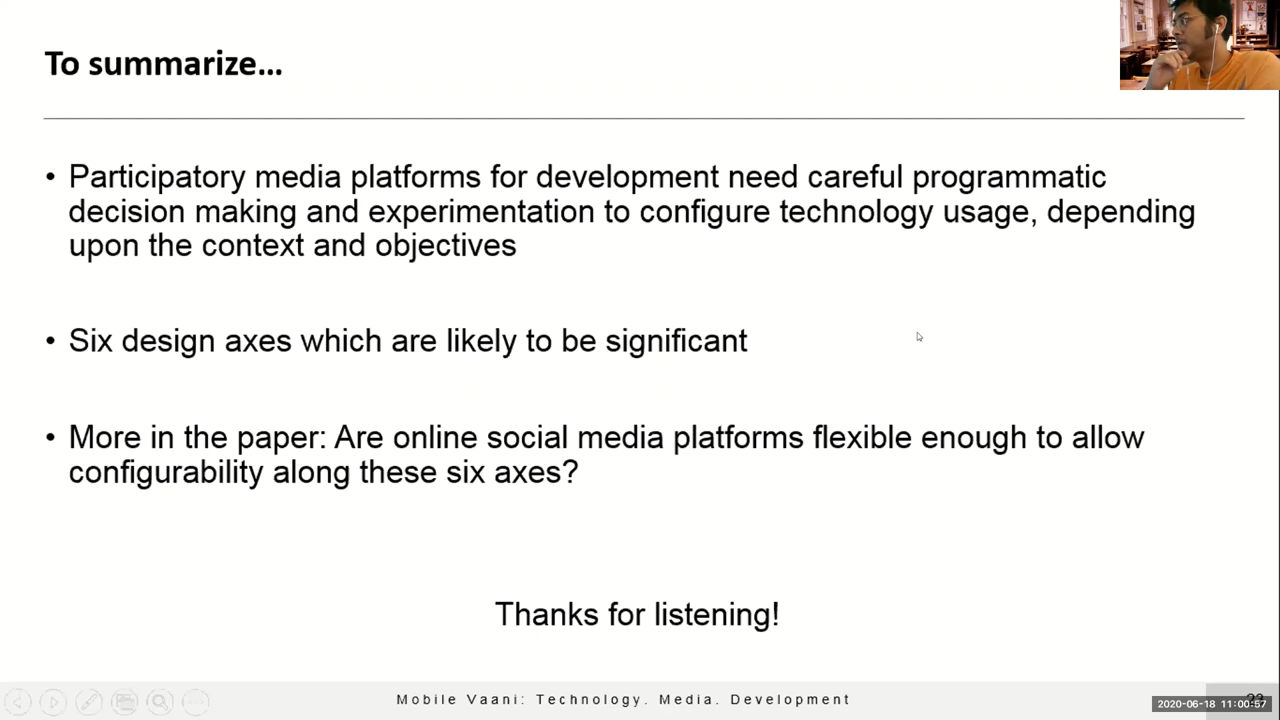 To summarize...
• Participatory media platforms for development need careful programmatic
decision making and experimentation to configure technology usage, depending
upon the context and objectives
• Six design axes which are likely to be significant
• More in the paper: Are online social media platforms flexible enough to allow
configurability along these six axes?
Thanks for listening!
Mobile Vaani: Technology. Media. Development
2020-06-18 11:00:57